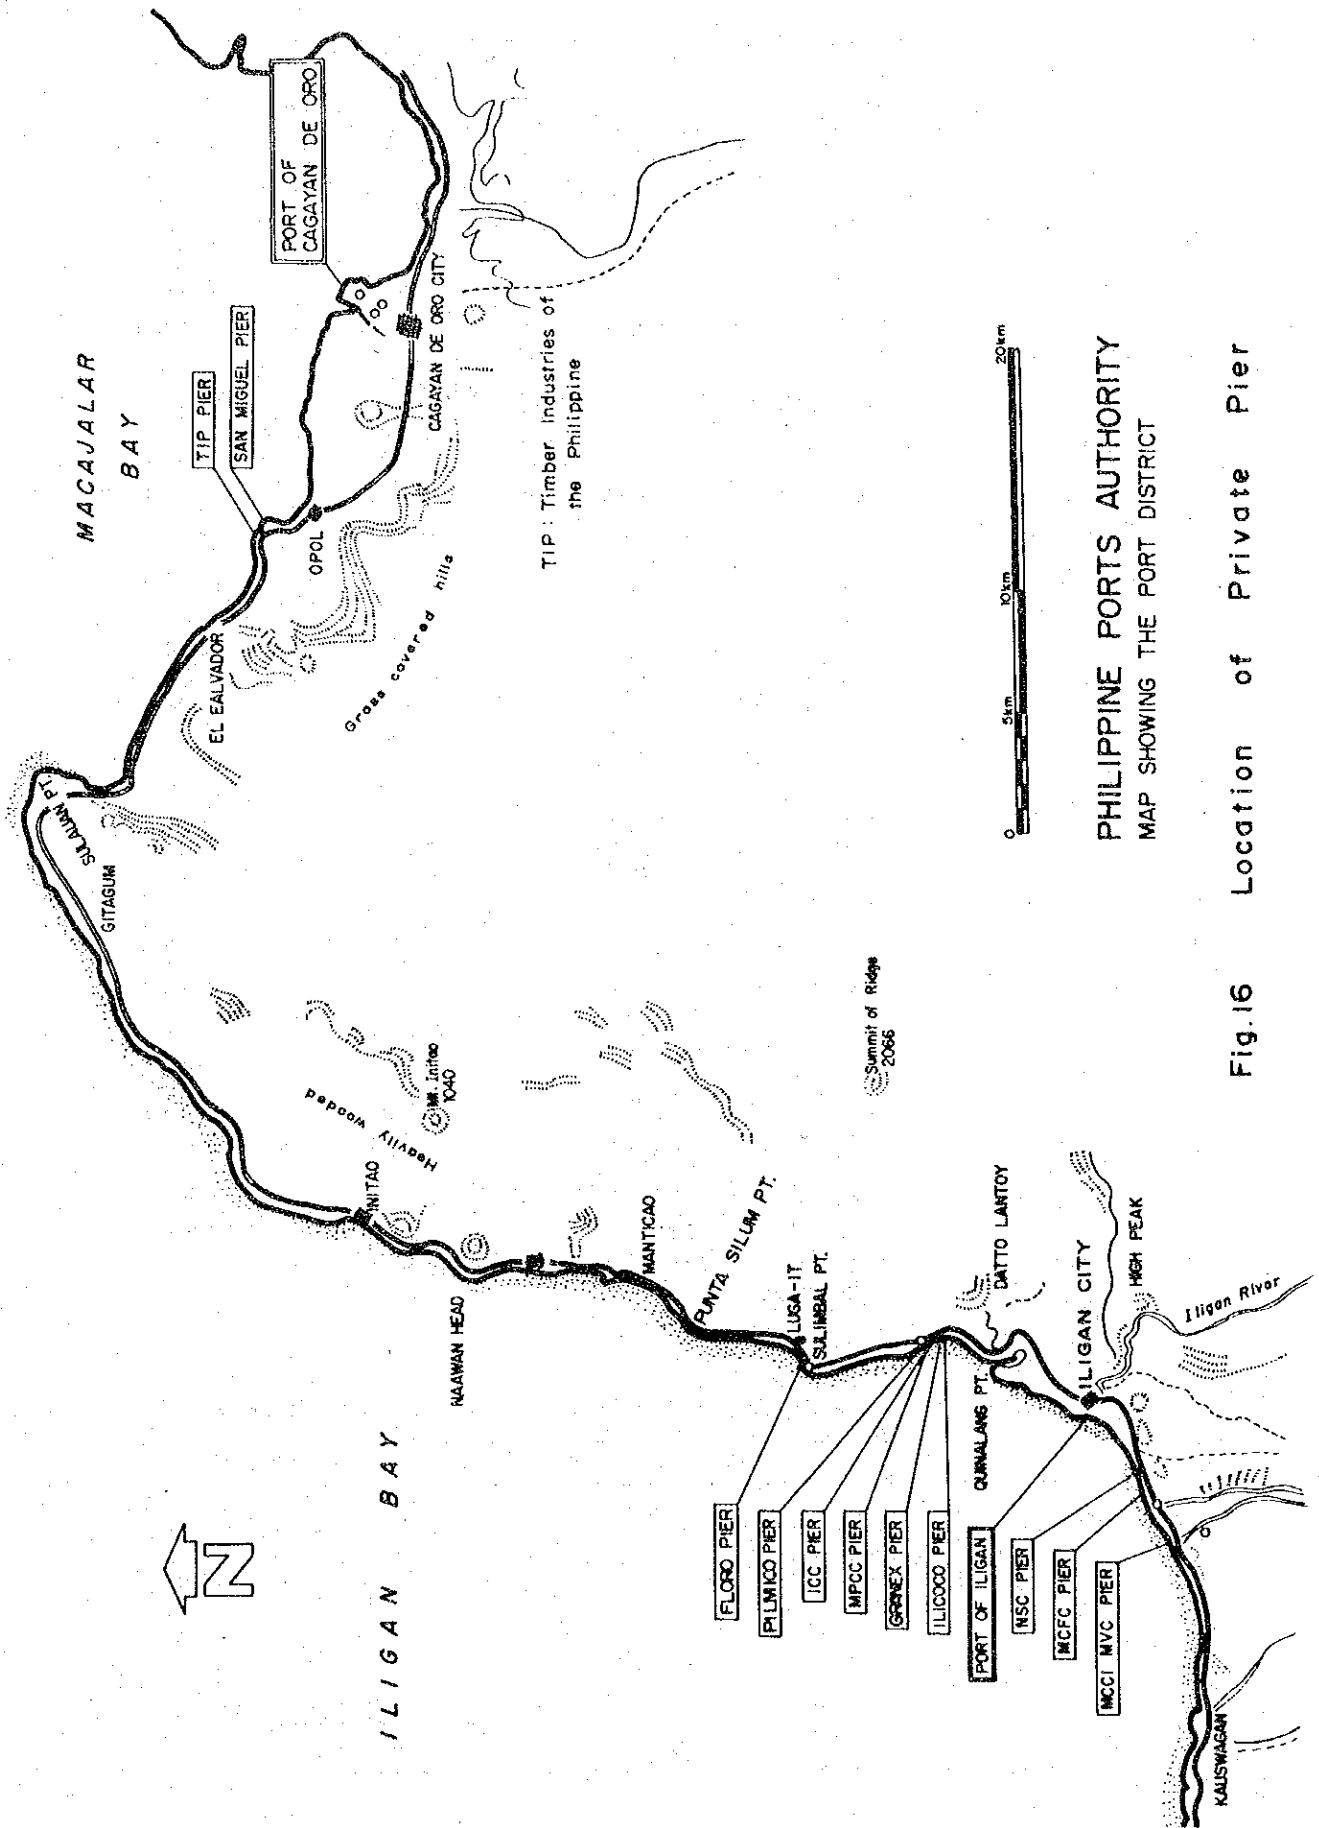 MACAJALAR
BAY
PORT OF
CAGAYAN DE ORO
TIP PIER
SAN MIGUEL PIER
CAGAYAN DE ORO CITY
OPOL
EL EALVADOR
Grass covered hills
TIP : Timber Industries of
the Philippine
SULAUAN PT.
GITAGUM
Heavily wooded
Mt. Initao
1040
INITAO
Summit of Ridge
2066
NAAWAN HEAD
MANTICAO
PUNTA SILUM PT.
LUGA-IT
SULIMBAL PT.
N
ILIGAN BAY
FLORO PIER
PILMICO PIER
ICC PIER
MPCC PIER
GRANEX PIER
ILICOCO PIER
PORT OF ILIGAN
NSC PIER
MCFC PIER
MCCI MVC PIER
QUINALANG PT.
DATTO LANTOY
ILIGAN CITY
HIGH PEAK
Iligan River
KAUSWAGAN
0
5km
10km
20km
PHILIPPINE PORTS AUTHORITY
MAP SHOWING THE PORT DISTRICT
Fig.16 Location of Private Pier